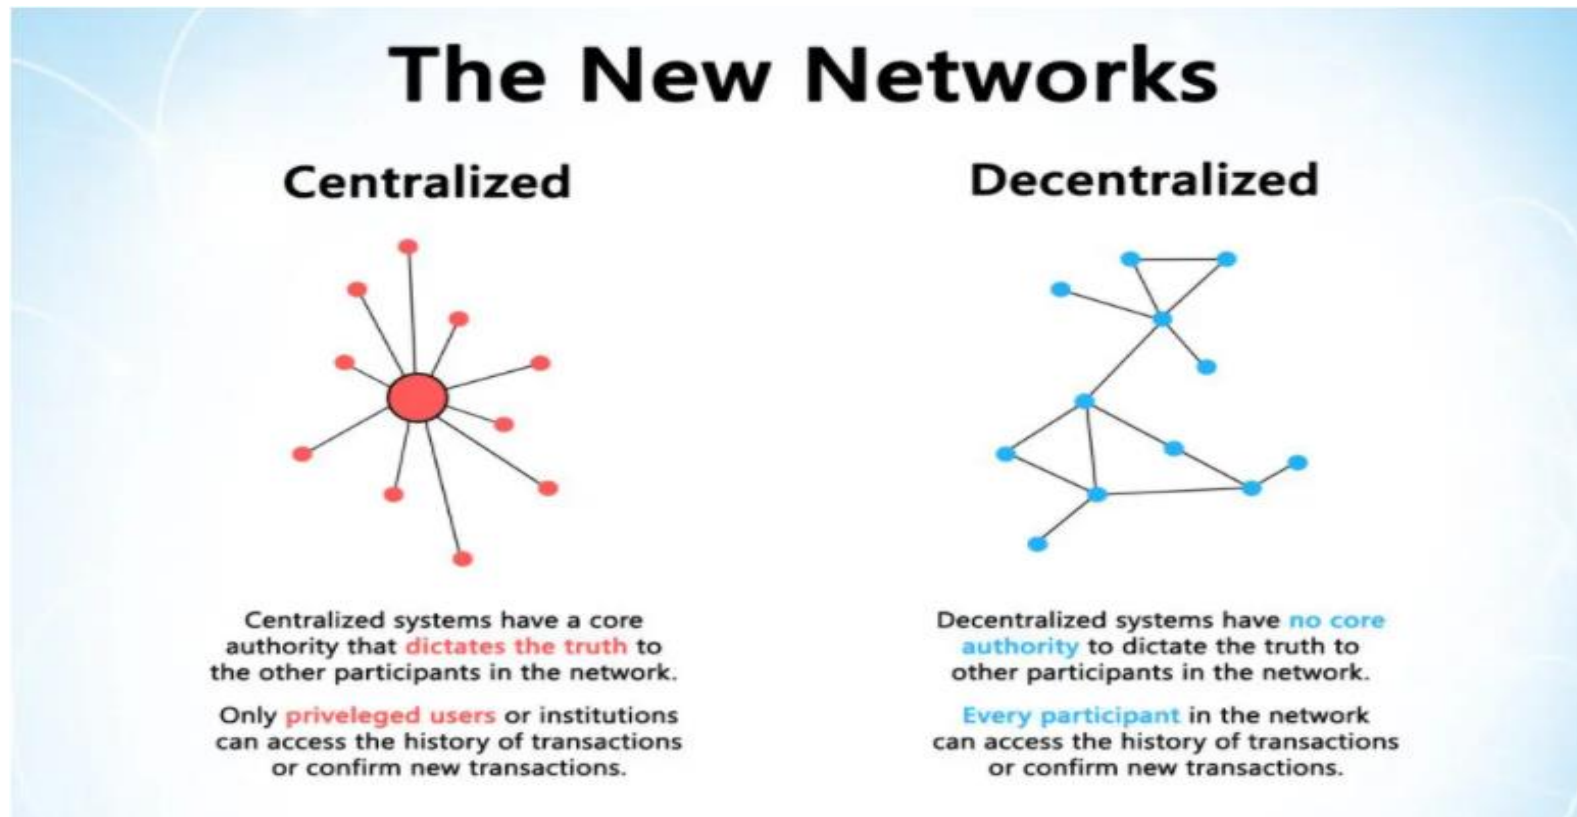 The New Networks
Centralized
Decentralized
Centralized systems have a core
authority that dictates the truth to
the other participants in the network.
Only priveleged users or institutions
can access the history of transactions
or confirm new transactions.
Decentralized systems have no core
authority to dictate the truth to
other participants in the network.
Every participant in the network
can access the history of transactions
or confirm new transactions.